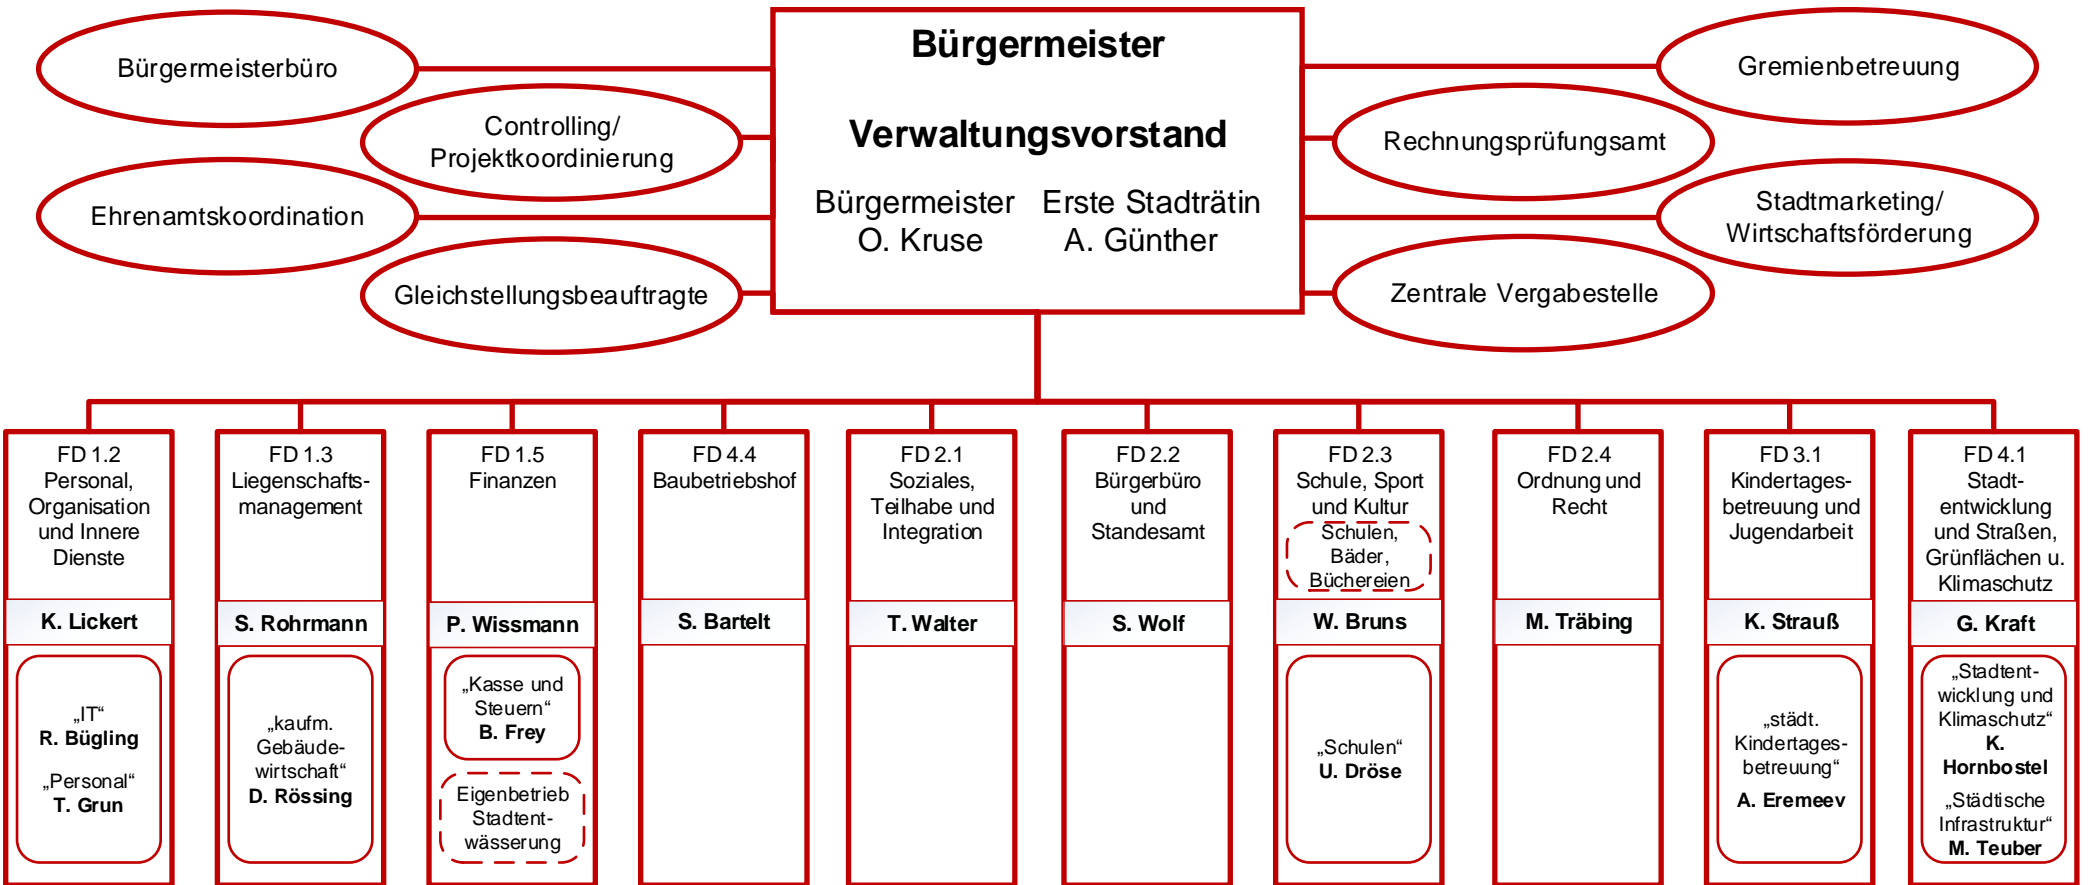 Bürgermeister
Verwaltungsvorstand
Bürgermeister
O. Kruse
Erste Stadträtin
A. Günther
Bürgermeisterbüro
Controlling/
Projektkoordinierung
Ehrenamtskoordination
Gleichstellungsbeauftragte
Gremienbetreuung
Rechnungsprüfungsamt
Stadtmarketing/
Wirtschaftsförderung
Zentrale Vergabestelle
FD 1.2
Personal,
Organisation
und Innere
Dienste
K. Lickert
„IT“
R. Bügling
„Personal“
T. Grun
FD 1.3
Liegenschafts-
management
S. Rohrmann
„kaufm.
Gebäude-
wirtschaft“
D. Rössing
FD 1.5
Finanzen
P. Wissmann
„Kasse und
Steuern“
B. Frey
Eigenbetrieb
Stadtent-
wässerung
FD 4.4
Baubetriebshof
S. Bartelt
FD 2.1
Soziales,
Teilhabe und
Integration
T. Walter
FD 2.2
Bürgerbüro
und
Standesamt
S. Wolf
FD 2.3
Schule, Sport
und Kultur
Schulen,
Bäder,
Büchereien
W. Bruns
„Schulen“
U. Dröse
FD 2.4
Ordnung und
Recht
M. Träbing
FD 3.1
Kindertages-
betreuung und
Jugendarbeit
K. Strauß
„städt.
Kindertages-
betreuung“
A. Eremeev
FD 4.1
Stadt-
entwicklung
und Straßen,
Grünflächen u.
Klimaschutz
G. Kraft
„Stadtent-
wicklung und
Klimaschutz“
K.
Hornbostel
„Städtische
Infrastruktur“
M. Teuber